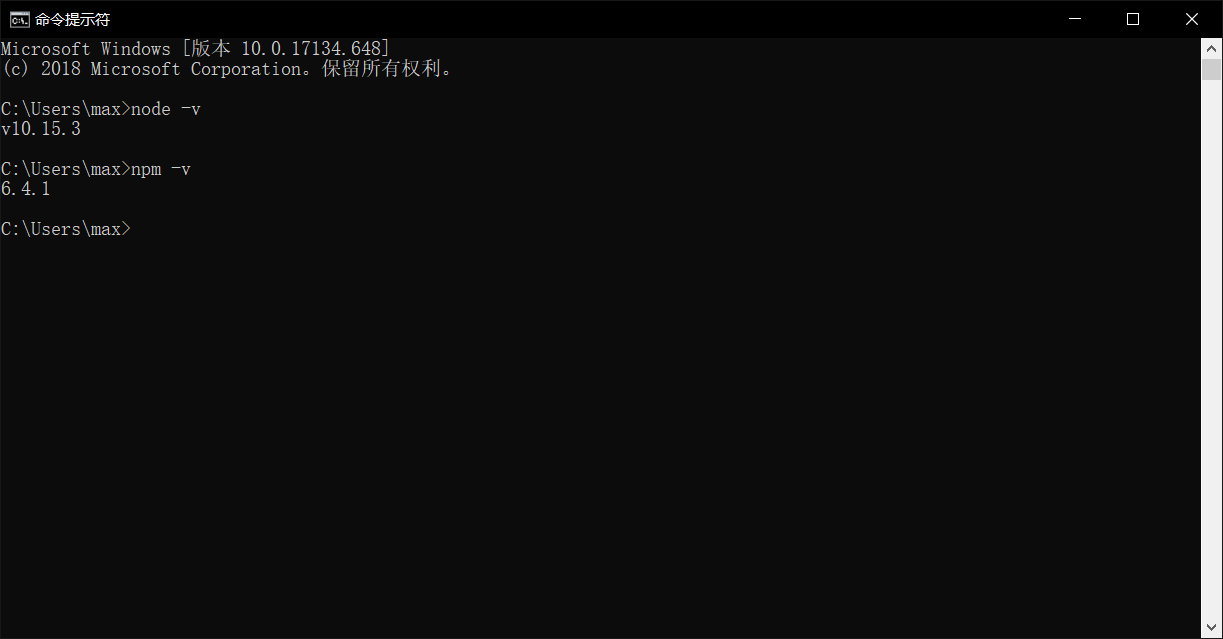 命令提示符
Microsoft Windows [版本 10.0.17134.648]
(c) 2018 Microsoft Corporation。保留所有权利。
C:\Users\max>node -v
v10.15.3
C:\Users\max>npm -v
6.4.1
C:\Users\max>